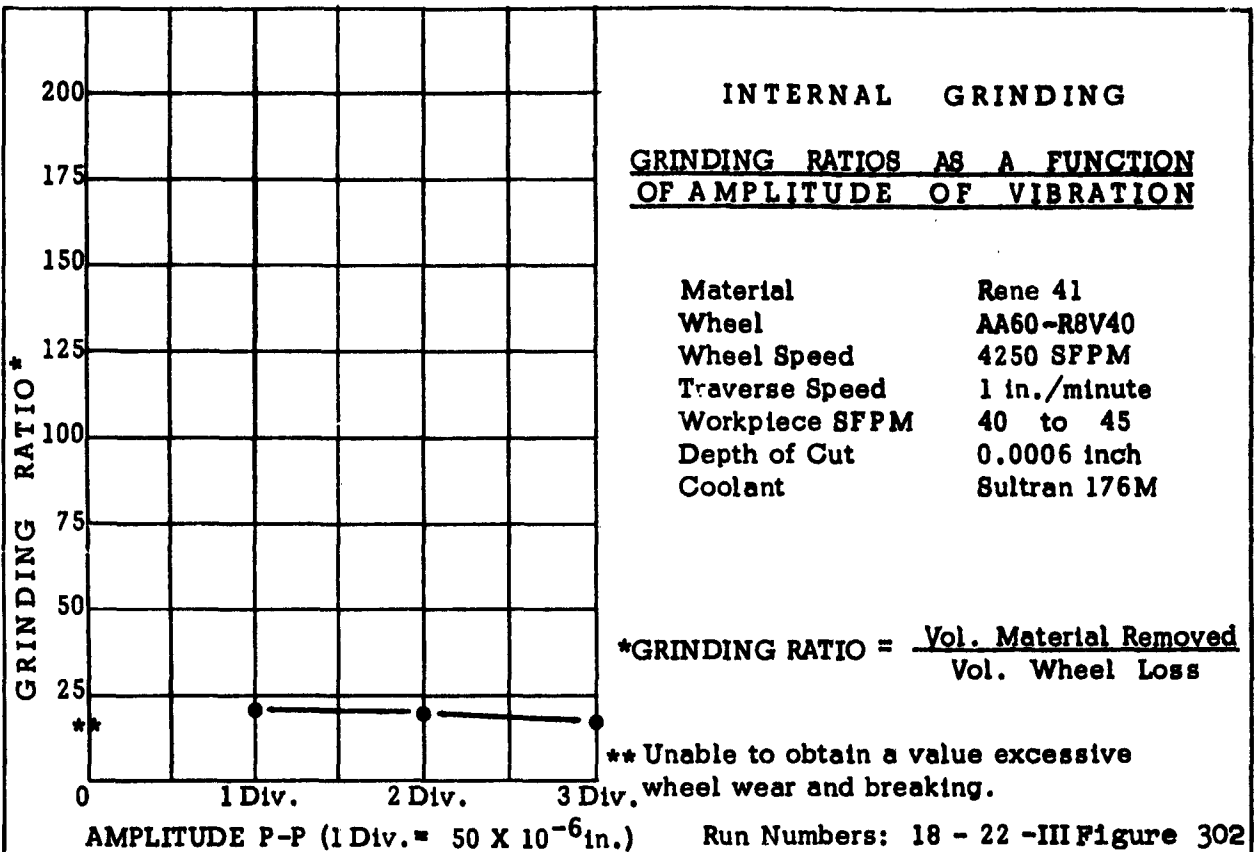 INTERNAL GRINDING
GRINDING RATIOS AS A FUNCTION
OF AMPLITUDE OF VIBRATION
Material Rene 41
Wheel AA60-R8V40
Wheel Speed 4250 SFPM
Traverse Speed 1 in./minute
Workpiece SFPM 40 to 45
Depth of Cut 0.0006 inch
Coolant Sultran 176M
*GRINDING RATIO = Vol. Material Removed
Vol. Wheel Loss
** Unable to obtain a value excessive
wheel wear and breaking.
GRINDING RATIO*
200
175
150
125
100
75
50
25
**
0 1 Div. 2 Div. 3 Div.
AMPLITUDE P-P (1 Div. = 50 X 10⁻⁶in.)
Run Numbers: 18 - 22 -III Figure 302